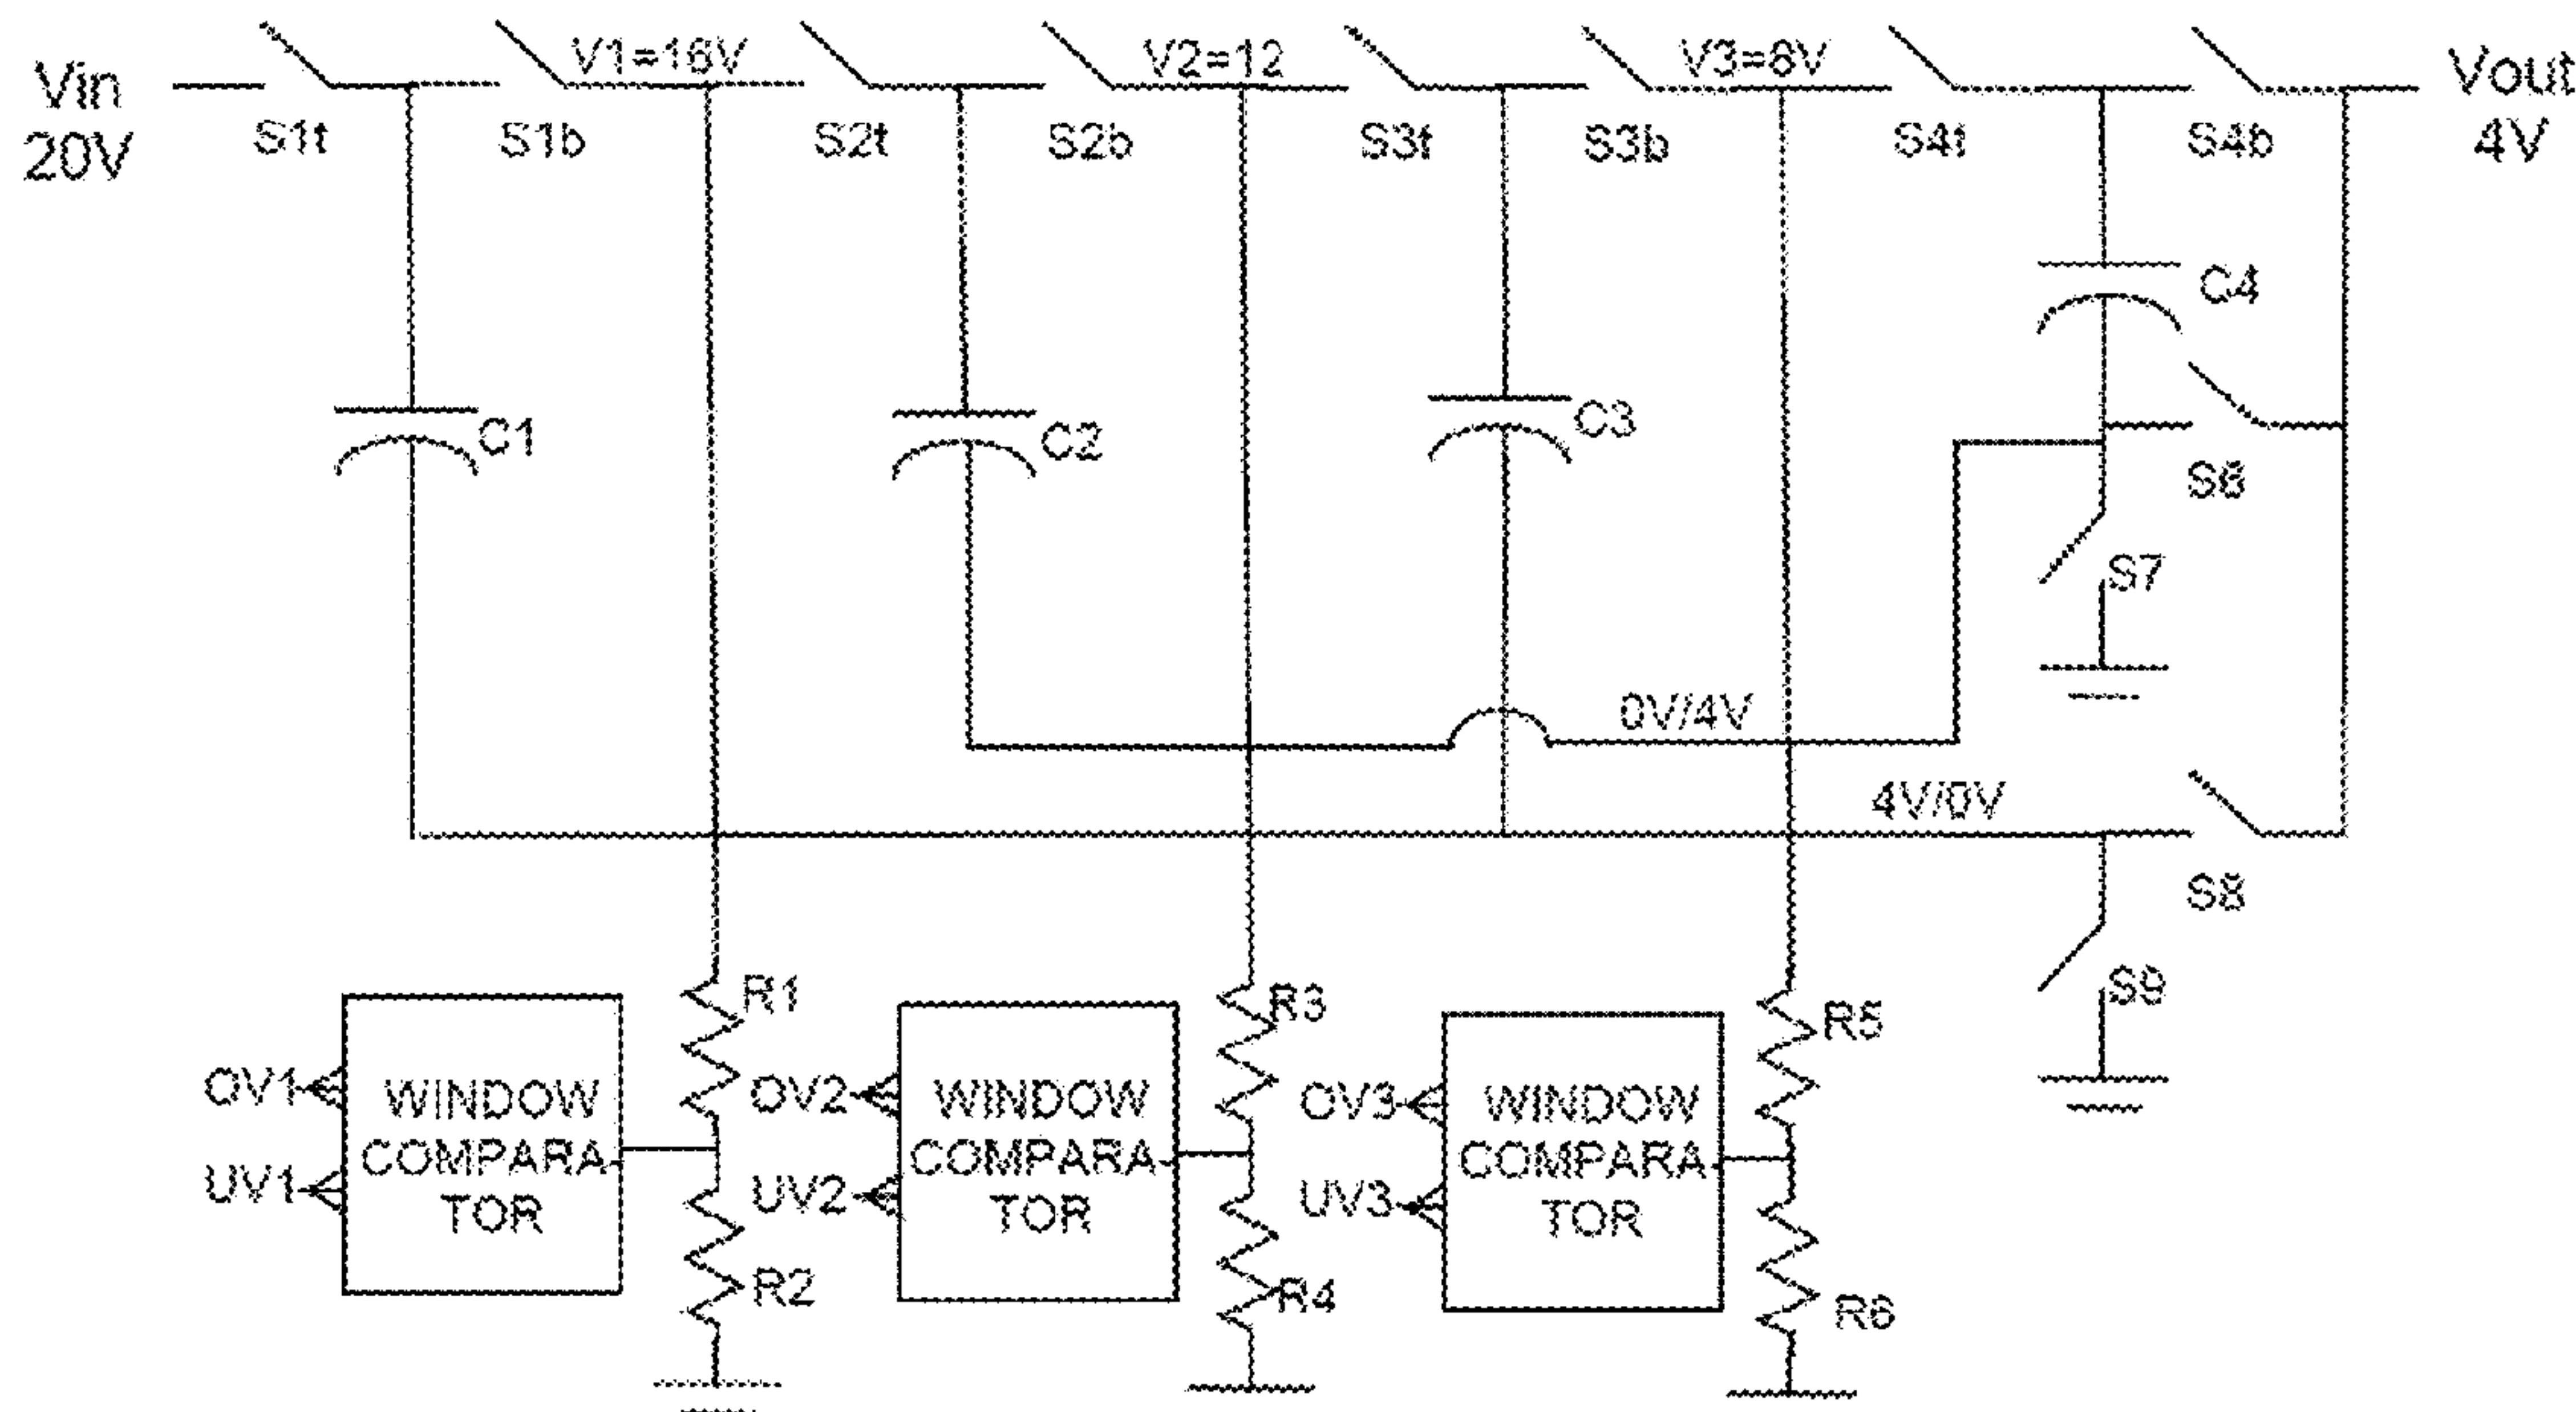 Vin
20V
V1=16V
V2=12
V3=8V
Vout
4V
S1t
S1b
S2t
S2b
S3t
S3b
S4t
S4b
C1
C2
C3
C4
S6
S7
0V/4V
4V/0V
S8
S9
R1
R3
R5
OV1
UV1
WINDOW
COMPARA
TOR
OV2
UV2
WINDOW
COMPARA
TOR
OV3
UV3
WINDOW
COMPARA
TOR
R2
R4
R6